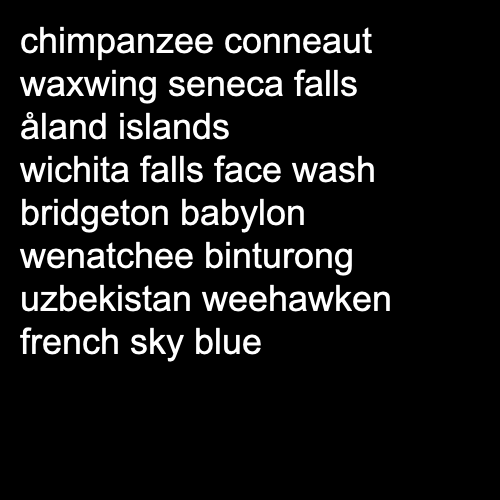 chimpanzee conneaut
waxwing seneca falls
åland islands
wichita falls face wash
bridgeton babylon
wenatchee binturong
uzbekistan weehawken
french sky blue